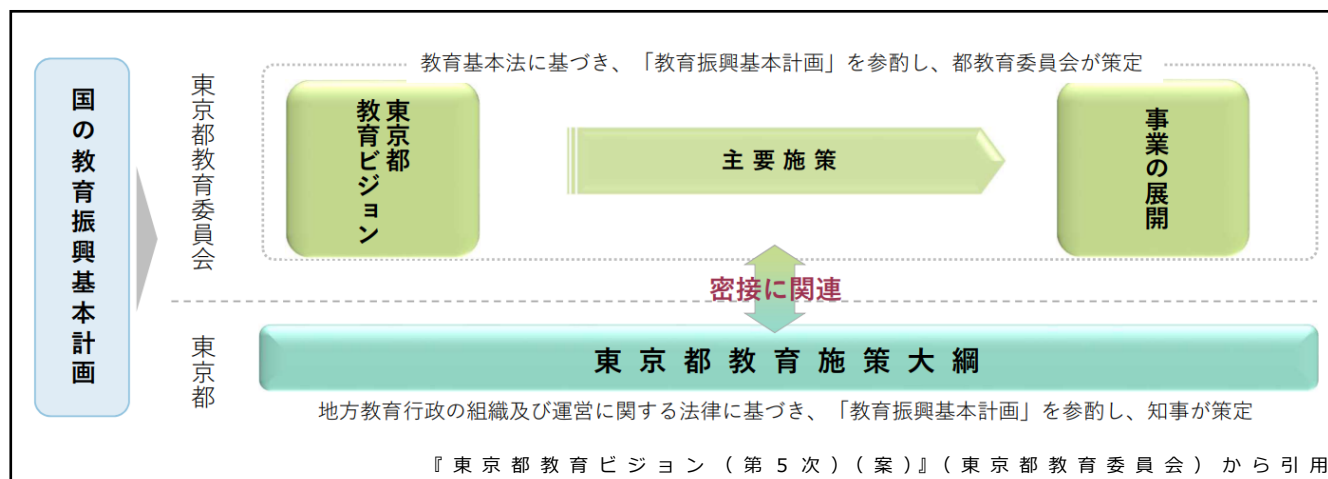 教育基本法に基づき、「教育振興基本計画」を参酌し、都教育委員会が策定
国の教育振興基本計画
東京都教育委員会
東京都
教育ビジョン
主要施策
事業の展開
密接に関連
東京都
東京都教育施策大綱
地方教育行政の組織及び運営に関する法律に基づき、「教育振興基本計画」を参酌し、知事が策定
『東京都教育ビジョン(第5次)(案)』(東京都教育委員会)から引用